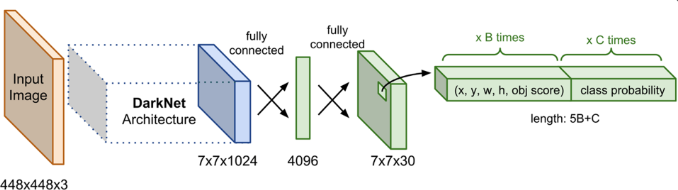 Input
Image
448x448x3
DarkNet
Architecture
7x7x1024
fully
connected
4096
fully
connected
7x7x30
x B times
x C times
(x, y, w, h, obj score)
class probability
length: 5B+C